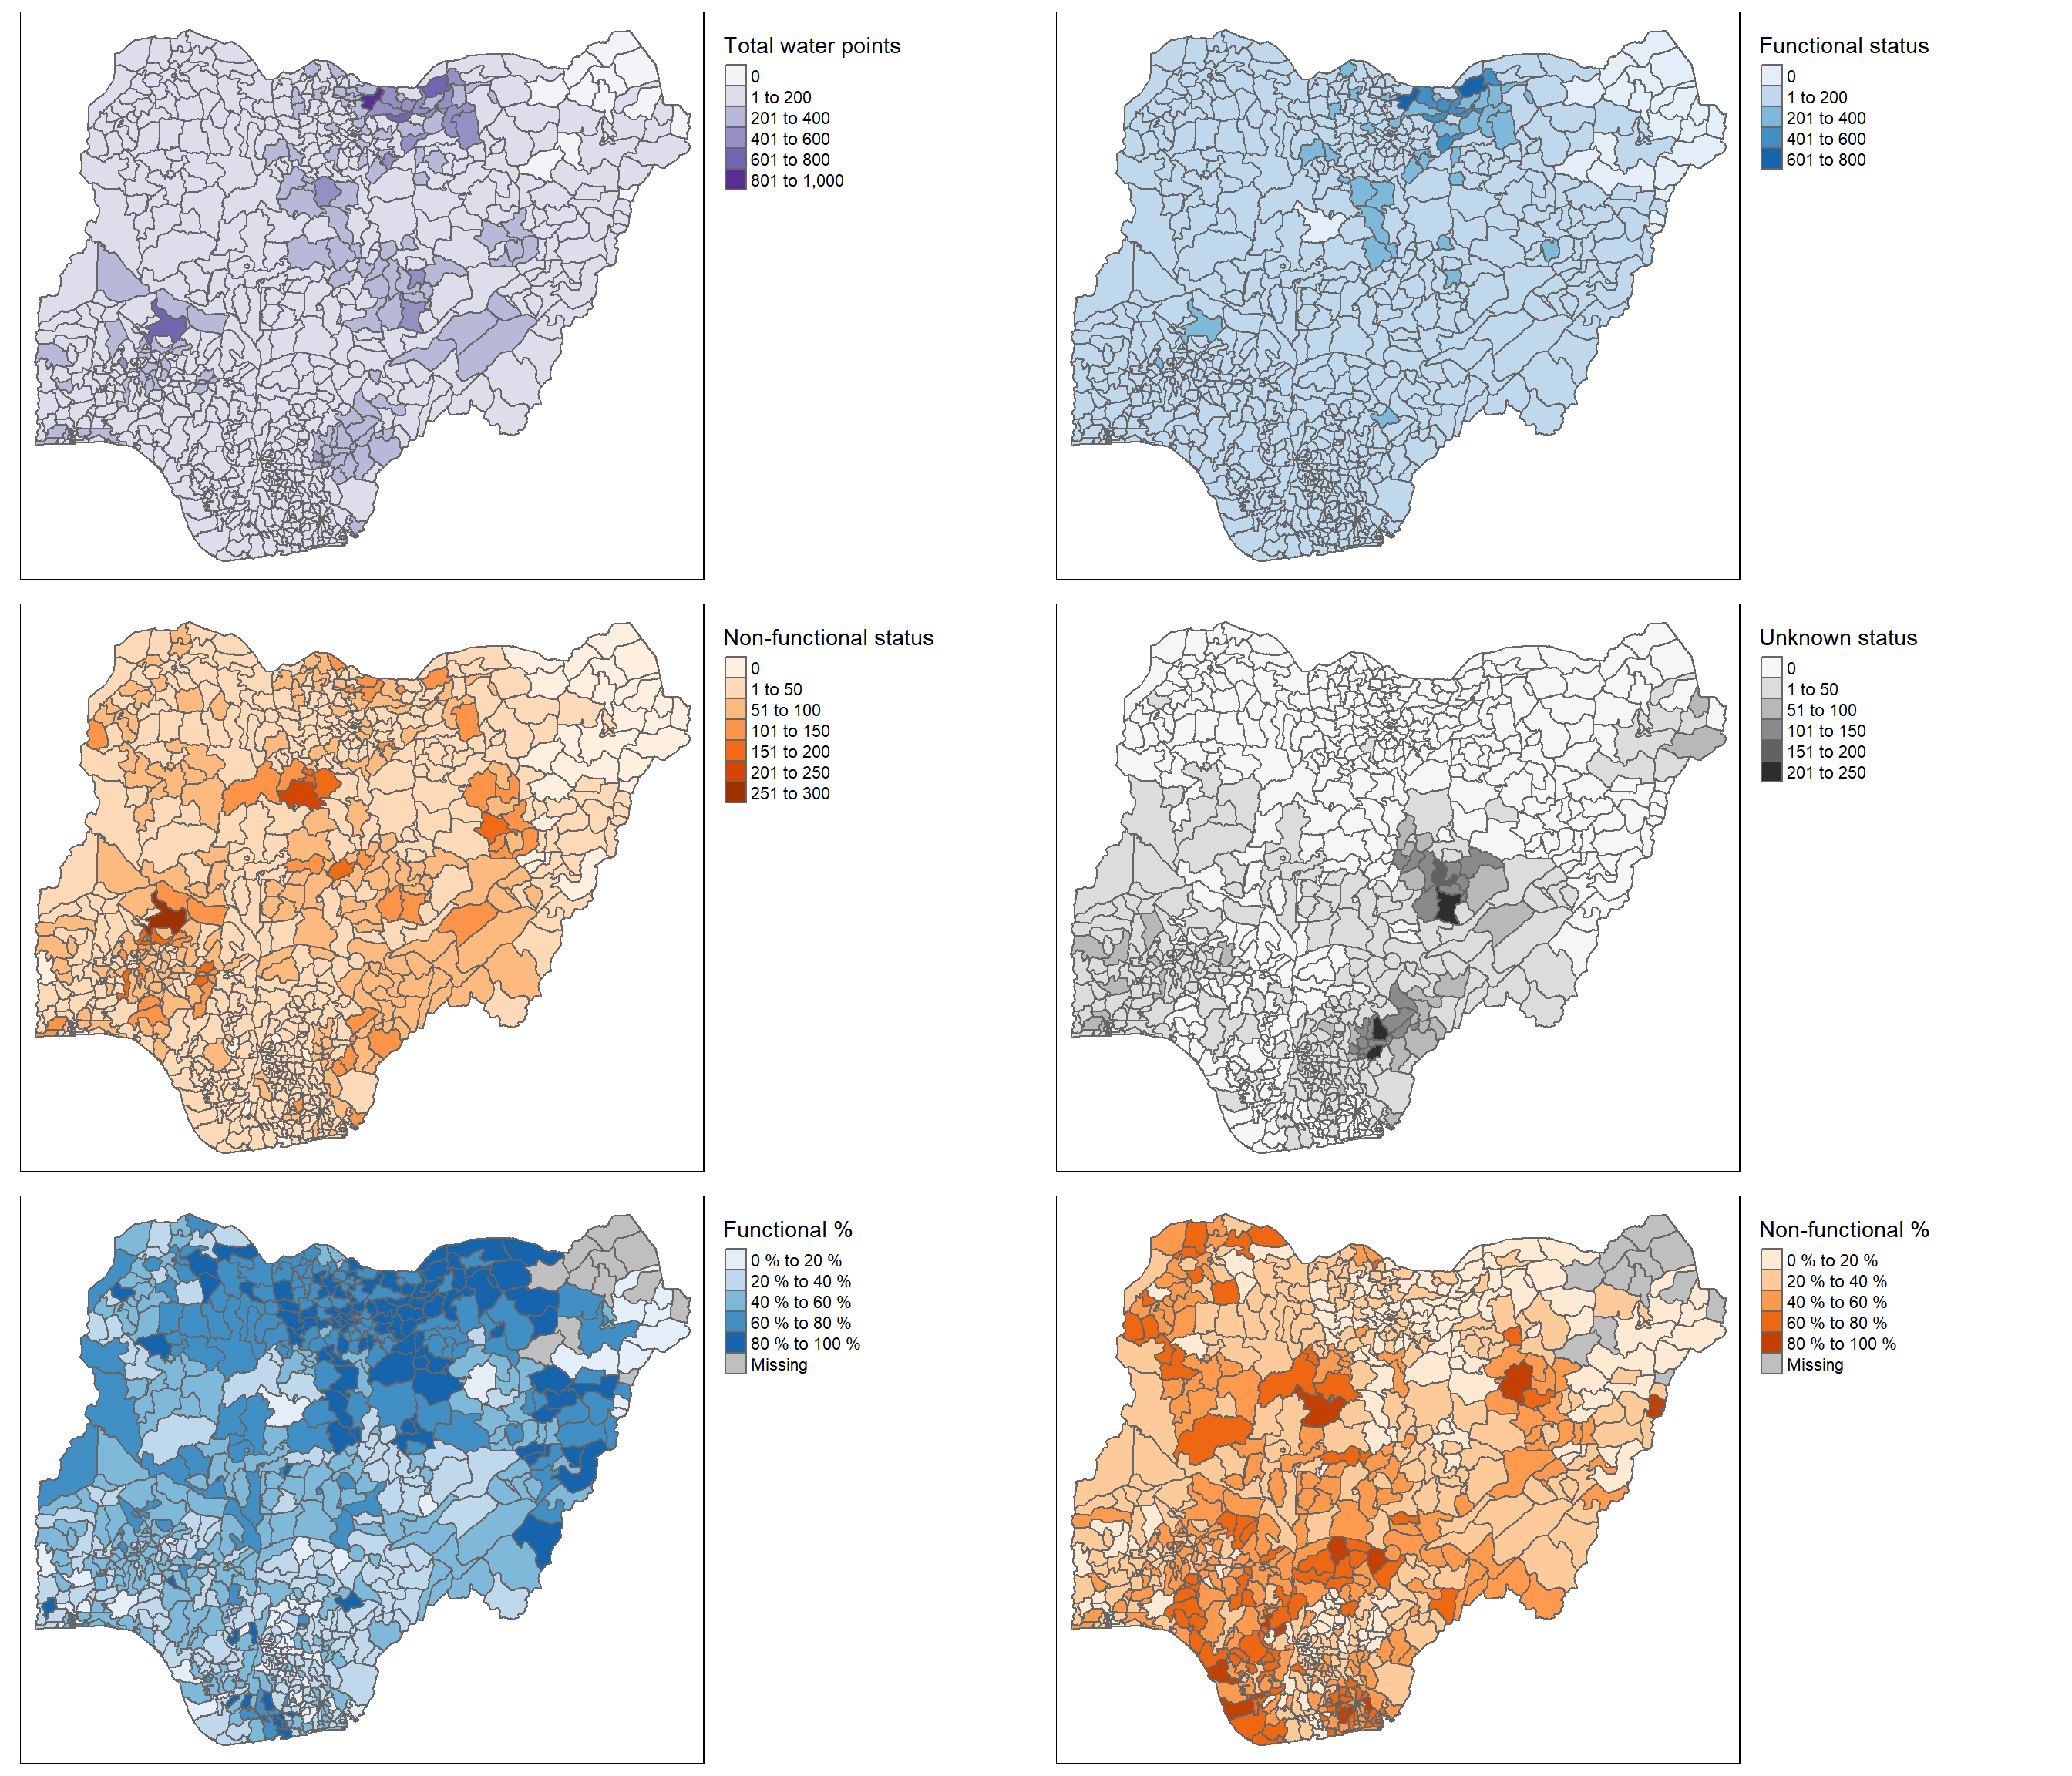 Total water points
0
1 to 200
201 to 400
401 to 600
601 to 800
801 to 1,000
Functional status
0
1 to 200
201 to 400
401 to 600
601 to 800
Non-functional status
0
1 to 50
51 to 100
101 to 150
151 to 200
201 to 250
251 to 300
Unknown status
0
1 to 50
51 to 100
101 to 150
151 to 200
201 to 250
Functional %
0 % to 20 %
20 % to 40 %
40 % to 60 %
60 % to 80 %
80 % to 100 %
Missing
Non-functional %
0 % to 20 %
20 % to 40 %
40 % to 60 %
60 % to 80 %
80 % to 100 %
Missing